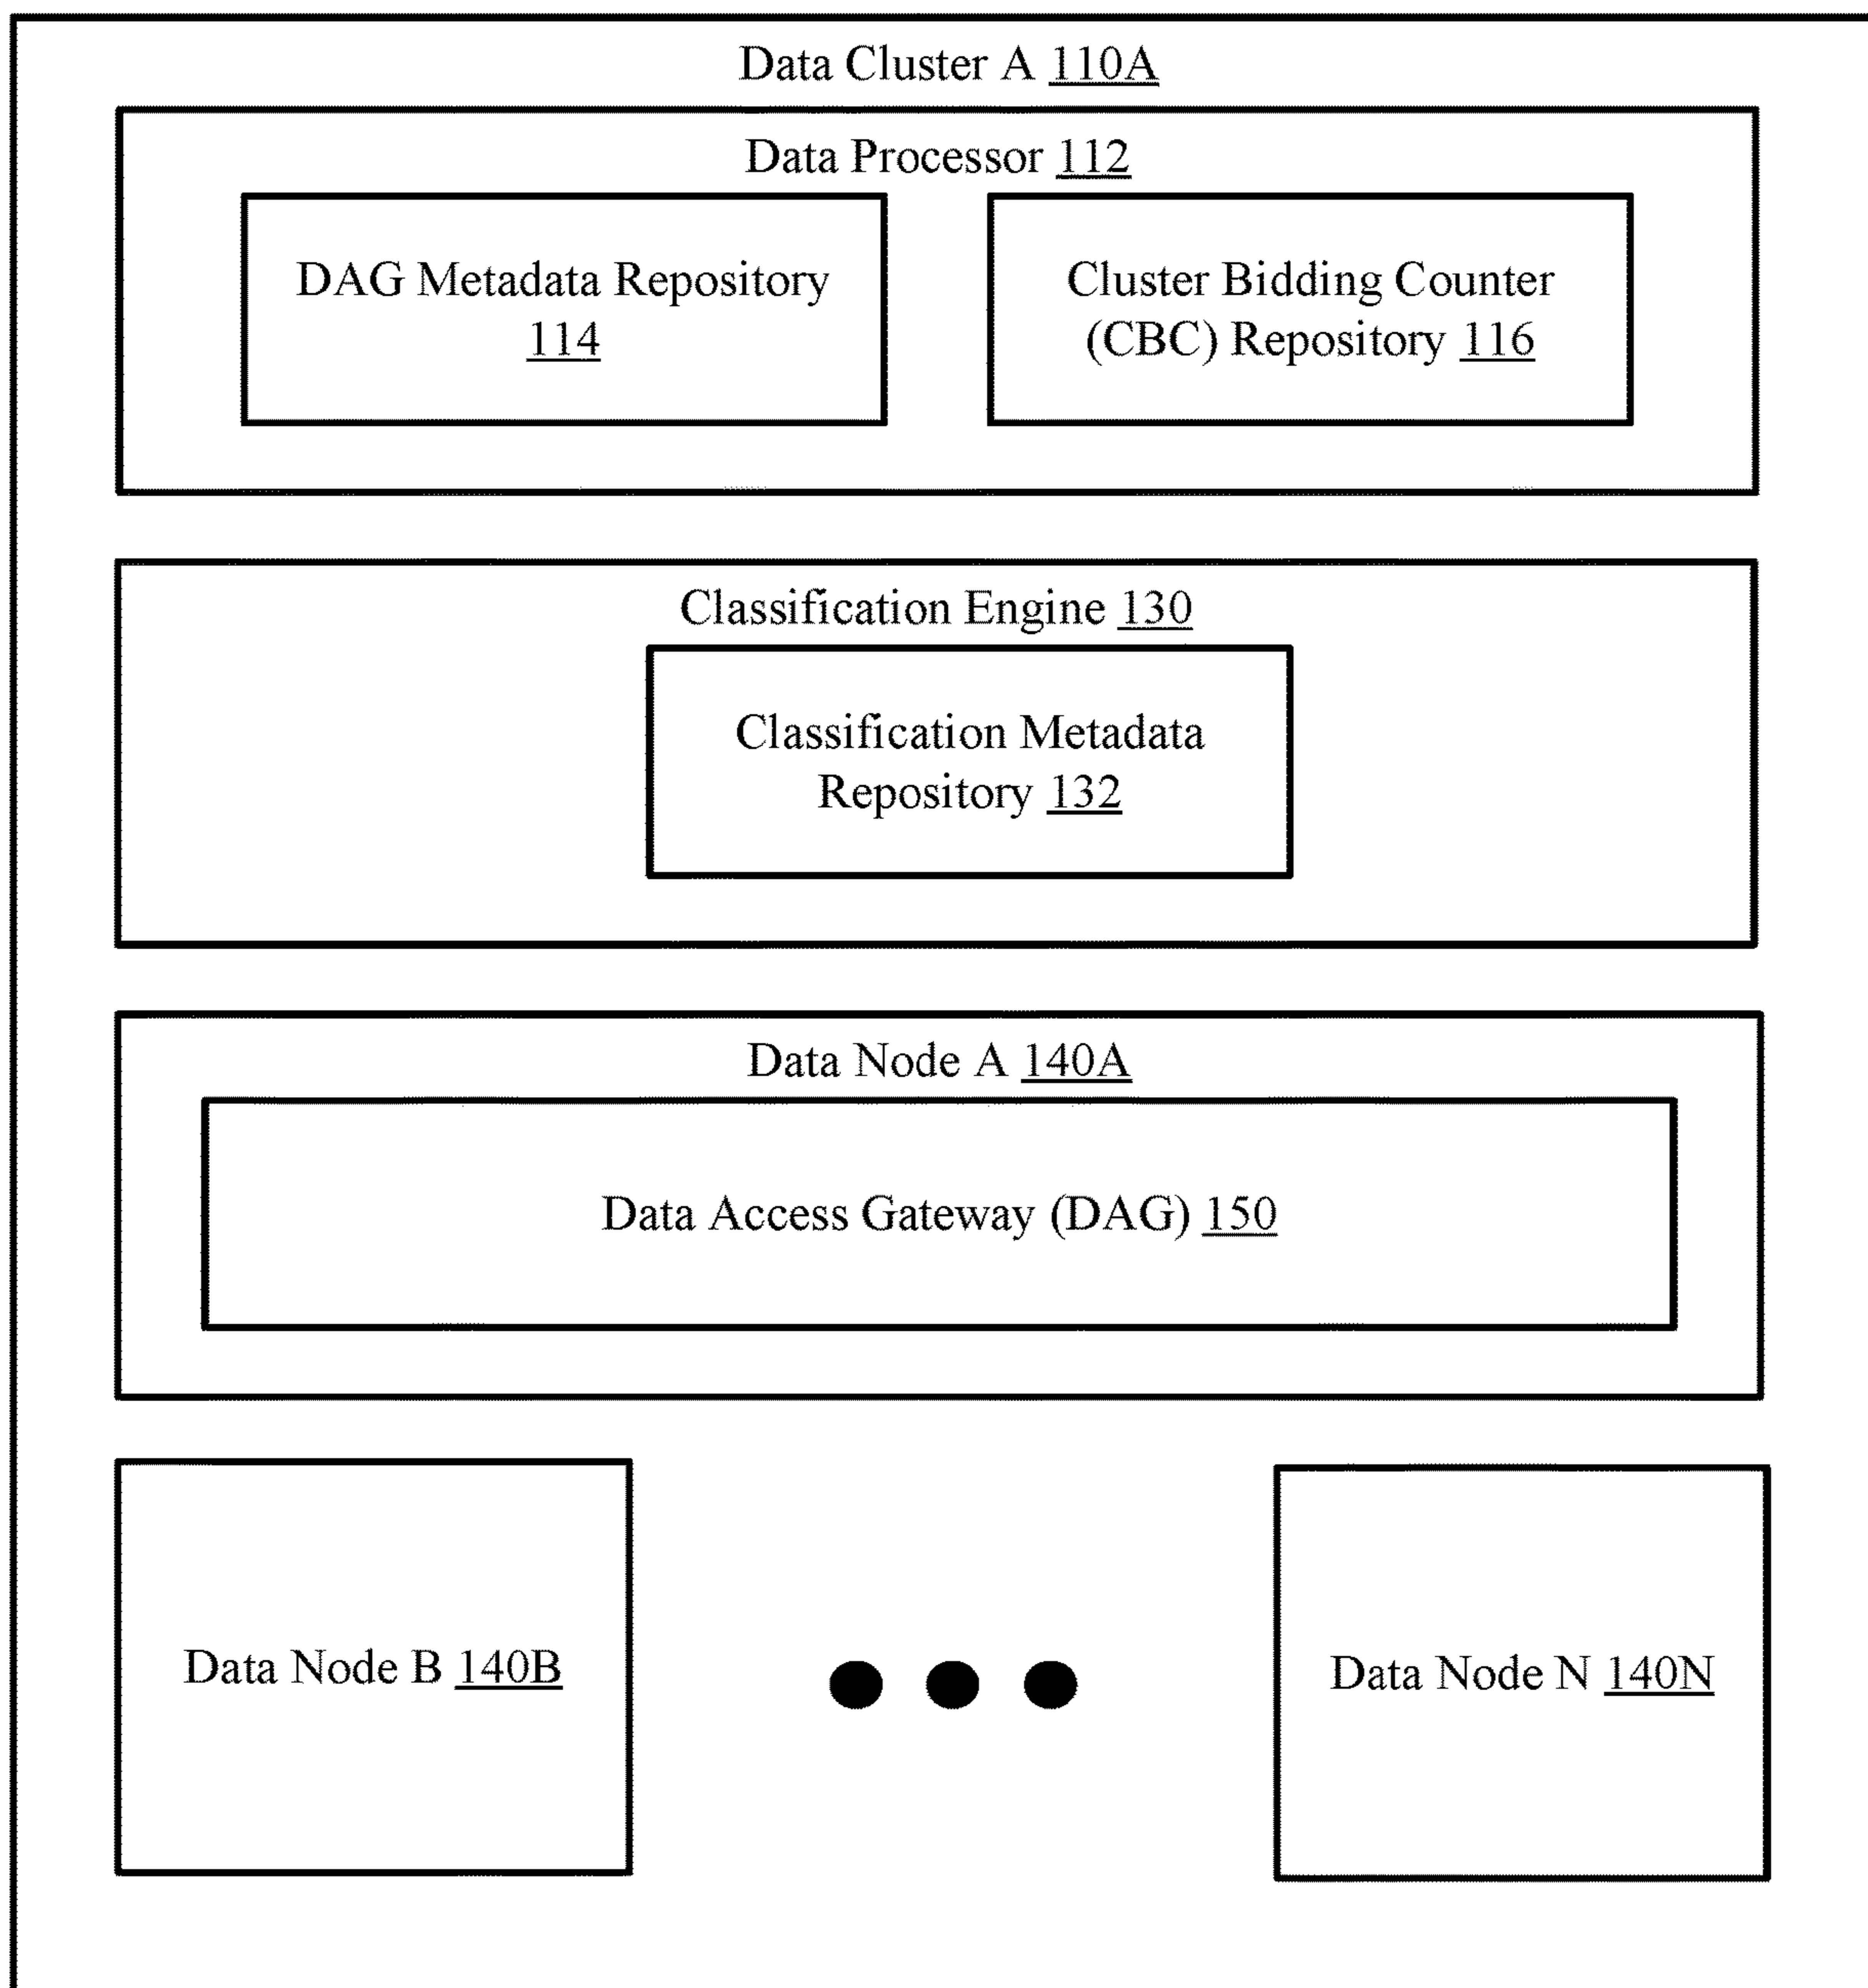 Data Cluster A 110A
Data Processor 112
DAG Metadata Repository
114
Cluster Bidding Counter
(CBC) Repository 116
Classification Engine 130
Classification Metadata
Repository 132
Data Node A 140A
Data Access Gateway (DAG) 150
Data Node B 140B
Data Node N 140N